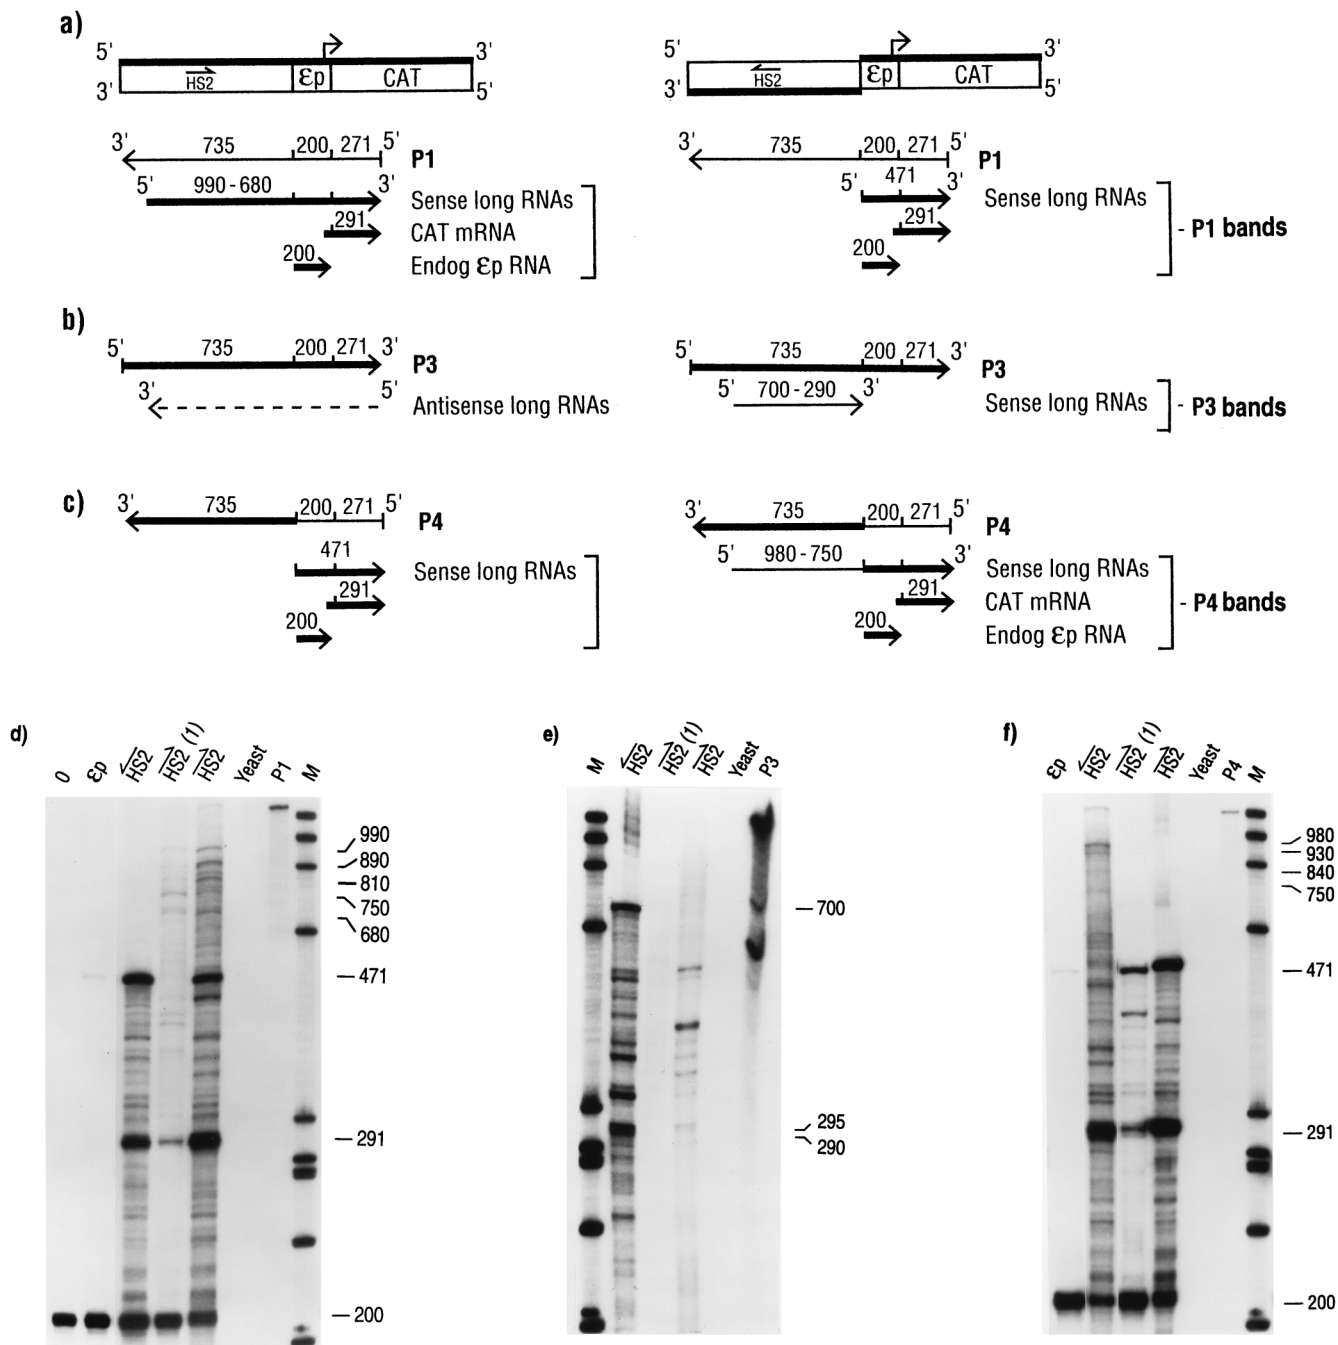 a)
5' 3'
HS2 εp CAT
3' 5'
3' 735 200 271 5'
P1
5' 990 - 680 3'
Sense long RNAs
291
CAT mRNA
200
Endog εp RNA
5' 3'
HS2 εp CAT
3' 5'
3' 735 200 271 5'
P1
5' 471 3'
Sense long RNAs
291
200
- P1 bands
b)
5' 735 200 271 3'
P3
3' 5'
Antisense long RNAs
5' 735 200 271 3'
P3
5' 700 - 290 3'
Sense long RNAs
- P3 bands
c)
3' 735 200 271 5'
P4
471
Sense long RNAs
291
200
3' 735 200 271 5'
P4
5' 980 - 750 3'
Sense long RNAs
291
CAT mRNA
200
Endog εp RNA
- P4 bands
d)
0 εp HS2 HS2 (1) HS2 Yeast P1 M
990
890
810
750
680
471
291
200
e)
M HS2 HS2 (1) HS2 Yeast P3
700
295
290
f)
εp HS2 HS2 (1) HS2 Yeast P4 M
980
930
840
750
471
291
200